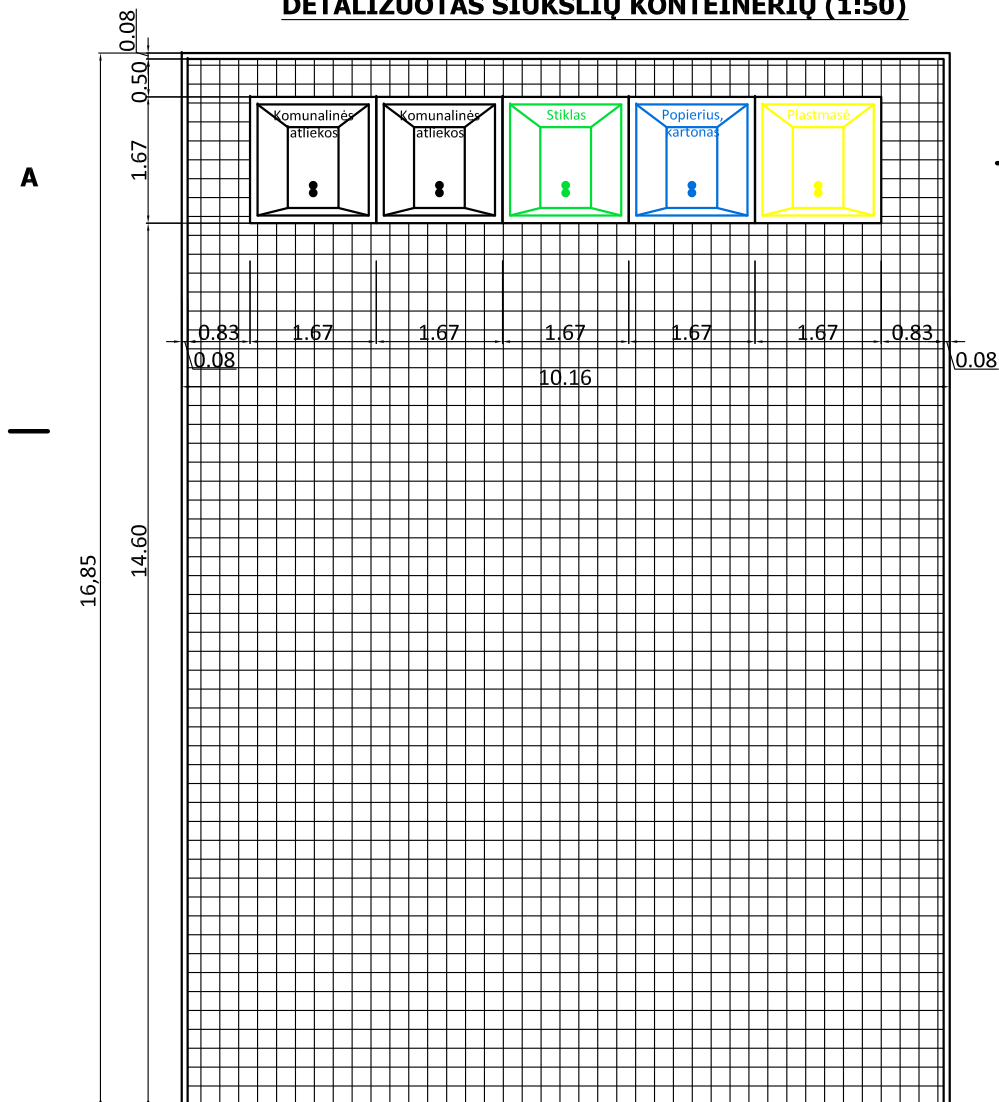 DETALIZUOTAS ŠIUKŠLIŲ KONTEINERIŲ (1:50)
0.08
0.50
1.67
A
Komunalinės
atliekos
Komunalinės
atliekos
Stiklas
Popierius,
kartonas
Plastmasė
0.83
1.67
1.67
1.67
1.67
1.67
0.83
0.08
0.08
10.16
14.60
16,85